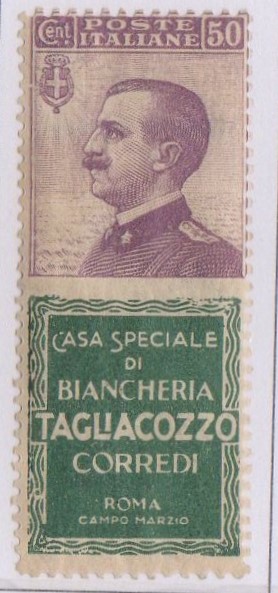 Cent. POSTE ITALIANE 50
CASA SPECIALE
DI
BIANCHERIA
TAGLIACOZZO
CORREDI
ROMA
CAMPO MARZIO